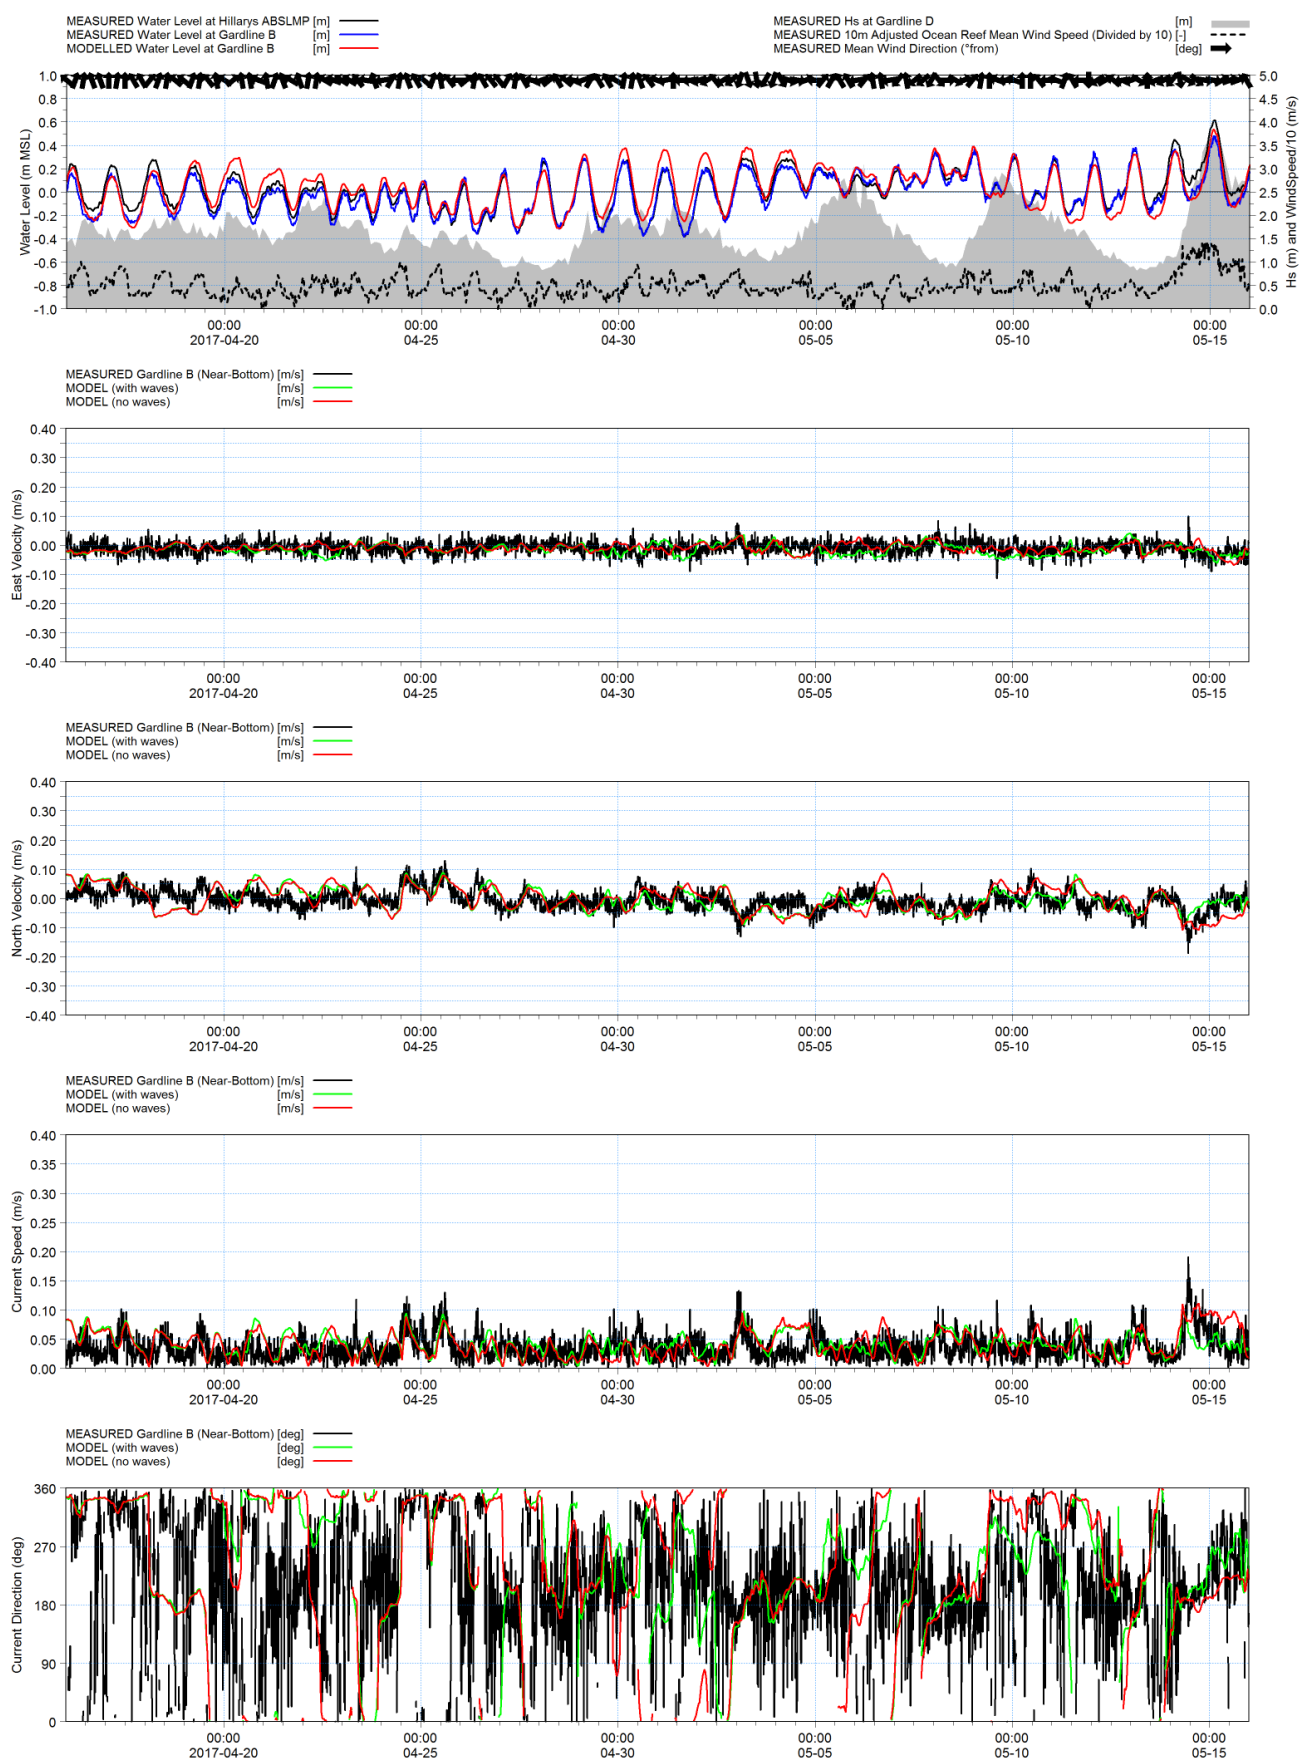 MEASURED Water Level at Hillarys ABSLMP [m]
MEASURED Water Level at Gardline B [m]
MODELLED Water Level at Gardline B [m]
MEASURED Hs at Gardline D [m]
MEASURED 10m Adjusted Ocean Reef Mean Wind Speed (Divided by 10) [-]
MEASURED Mean Wind Direction (°from) [deg]
Water Level (m MSL)
1.0
0.8
0.6
0.4
0.2
0.0
-0.2
-0.4
-0.6
-0.8
-1.0
5.0
4.5
4.0
3.5
3.0
2.5
2.0
1.5
1.0
0.5
0.0
Hs (m) and WindSpeed/10 (m/s)
00:00 00:00 00:00 00:00 00:00 00:00
2017-04-20 04-25 04-30 05-05 05-10 05-15
MEASURED Gardline B (Near-Bottom) [m/s]
MODEL (with waves) [m/s]
MODEL (no waves) [m/s]
East Velocity (m/s)
0.40
0.30
0.20
0.10
0.00
-0.10
-0.20
-0.30
-0.40
00:00 00:00 00:00 00:00 00:00 00:00
2017-04-20 04-25 04-30 05-05 05-10 05-15
MEASURED Gardline B (Near-Bottom) [m/s]
MODEL (with waves) [m/s]
MODEL (no waves) [m/s]
North Velocity (m/s)
0.40
0.30
0.20
0.10
0.00
-0.10
-0.20
-0.30
-0.40
00:00 00:00 00:00 00:00 00:00 00:00
2017-04-20 04-25 04-30 05-05 05-10 05-15
MEASURED Gardline B (Near-Bottom) [m/s]
MODEL (with waves) [m/s]
MODEL (no waves) [m/s]
Current Speed (m/s)
0.40
0.35
0.30
0.25
0.20
0.15
0.10
0.05
0.00
00:00 00:00 00:00 00:00 00:00 00:00
2017-04-20 04-25 04-30 05-05 05-10 05-15
MEASURED Gardline B (Near-Bottom) [deg]
MODEL (with waves) [deg]
MODEL (no waves) [deg]
Current Direction (deg)
360
270
180
90
0
00:00 00:00 00:00 00:00 00:00 00:00
2017-04-20 04-25 04-30 05-05 05-10 05-15